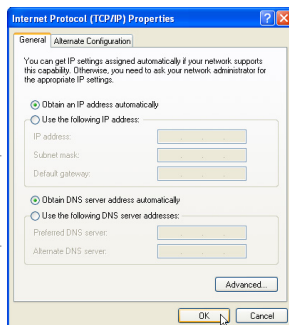 Internet Protocol (TCP/IP) Properties
General
Alternate Configuration
You can get IP settings assigned automatically if your network supports
this capability. Otherwise, you need to ask your network administrator for
the appropriate IP settings.
Obtain an IP address automatically
Use the following IP address:
IP address:
Subnet mask:
Default gateway:
Obtain DNS server address automatically
Use the following DNS server addresses:
Preferred DNS server:
Alternate DNS server:
Advanced...
OK
Cancel